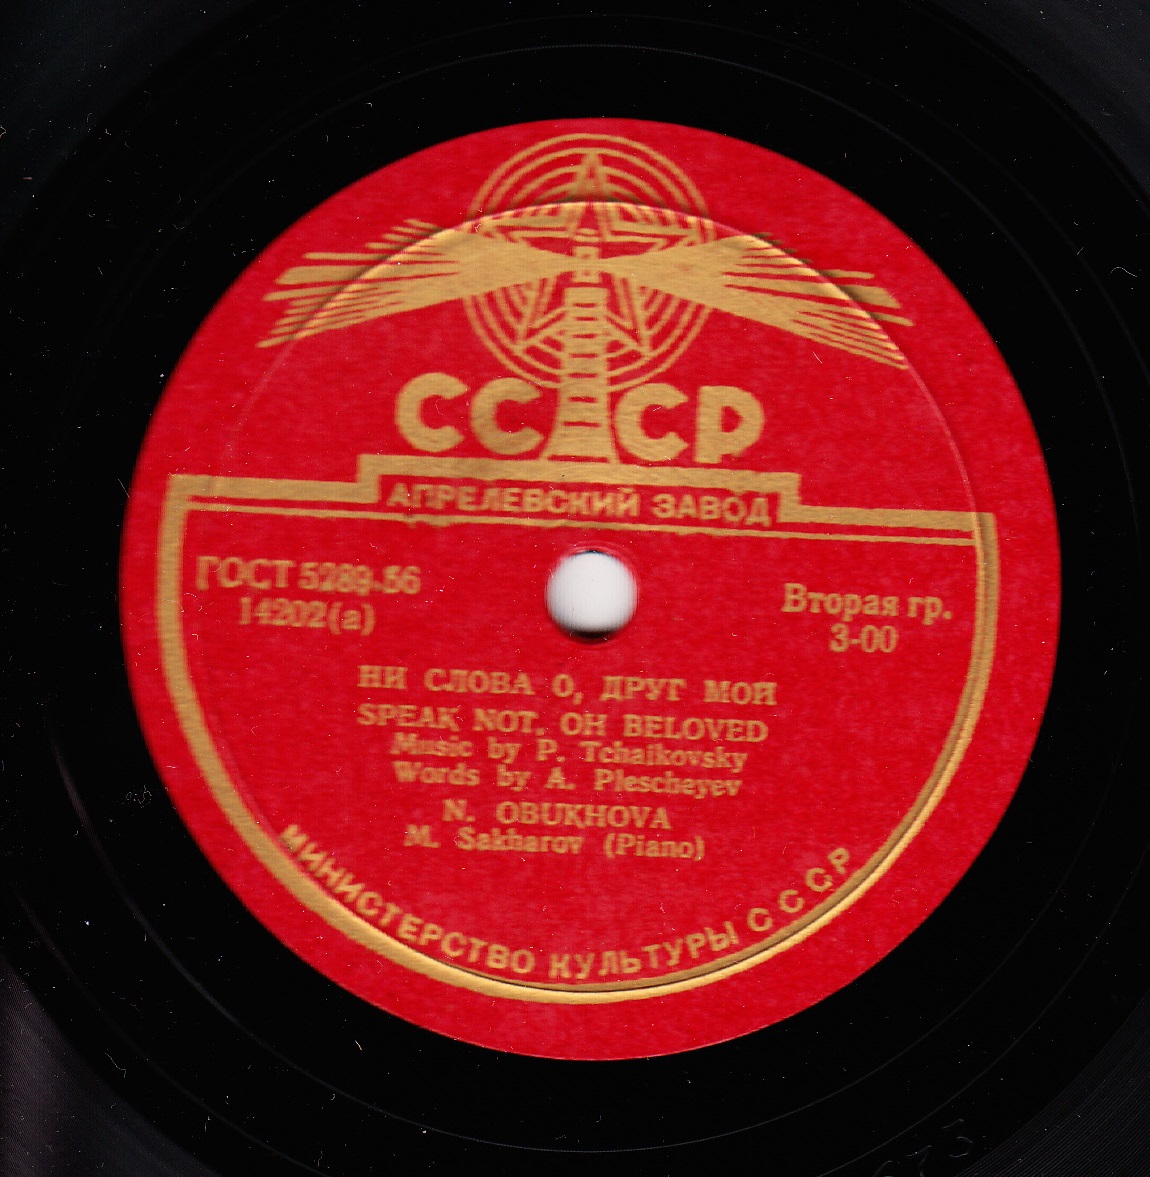 СССР
АПРЕЛЕВСКИЙ ЗАВОД
ГОСТ 5289-56
14202(а)
Вторая гр.
3-00
НИ СЛОВА О, ДРУГ МОЙ
SPEAK NOT, OH BELOVED
Music by P. Tchaikovsky
Words by A. Plescheyev
N. OBUKHOVA
M. Sakharov (Piano)
МИНИСТЕРСТВО КУЛЬТУРЫ СССР